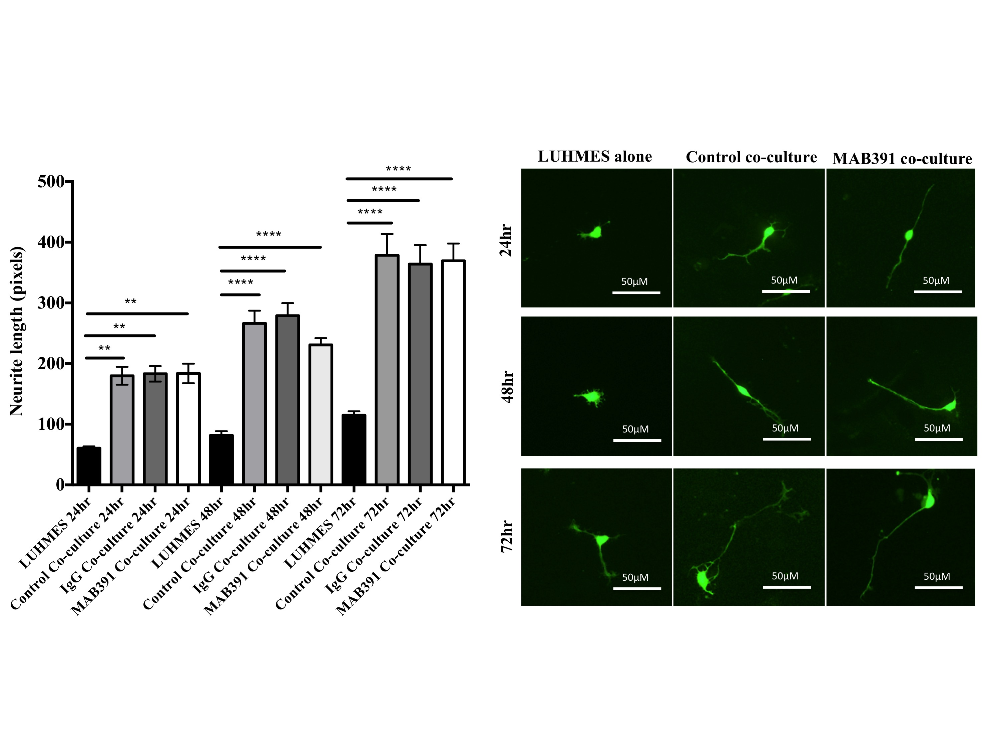 Neurite length (pixels)
500
400
300
200
100
0
**
**
**
****
****
****
****
****
****
LUHMES 24hr
Control Co-culture 24hr
IgG Co-culture 24hr
MAB391 Co-culture 24hr
LUHMES 48hr
Control Co-culture 48hr
IgG Co-culture 48hr
MAB391 Co-culture 48hr
LUHMES 72hr
Control Co-culture 72hr
IgG Co-culture 72hr
MAB391 Co-culture 72hr
LUHMES alone
Control co-culture
MAB391 co-culture
24hr
50μM
50μM
50μM
48hr
50μM
50μM
50μM
72hr
50μM
50μM
50μM